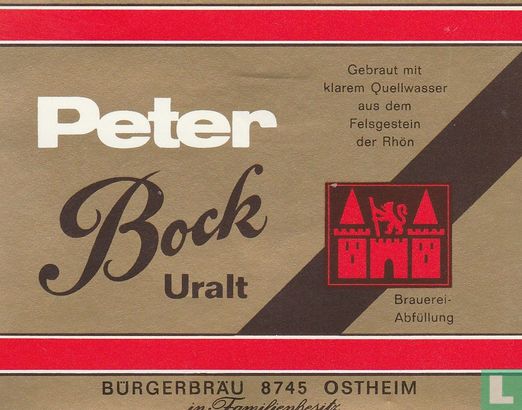 Peter
Bock
Uralt
Gebraut mit
klarem Quellwasser
aus dem
Felsgestein
der Rhön
Brauerei-
Abfüllung
BÜRGERBRÄU 8745 OSTHEIM
in Familienbesitz
L